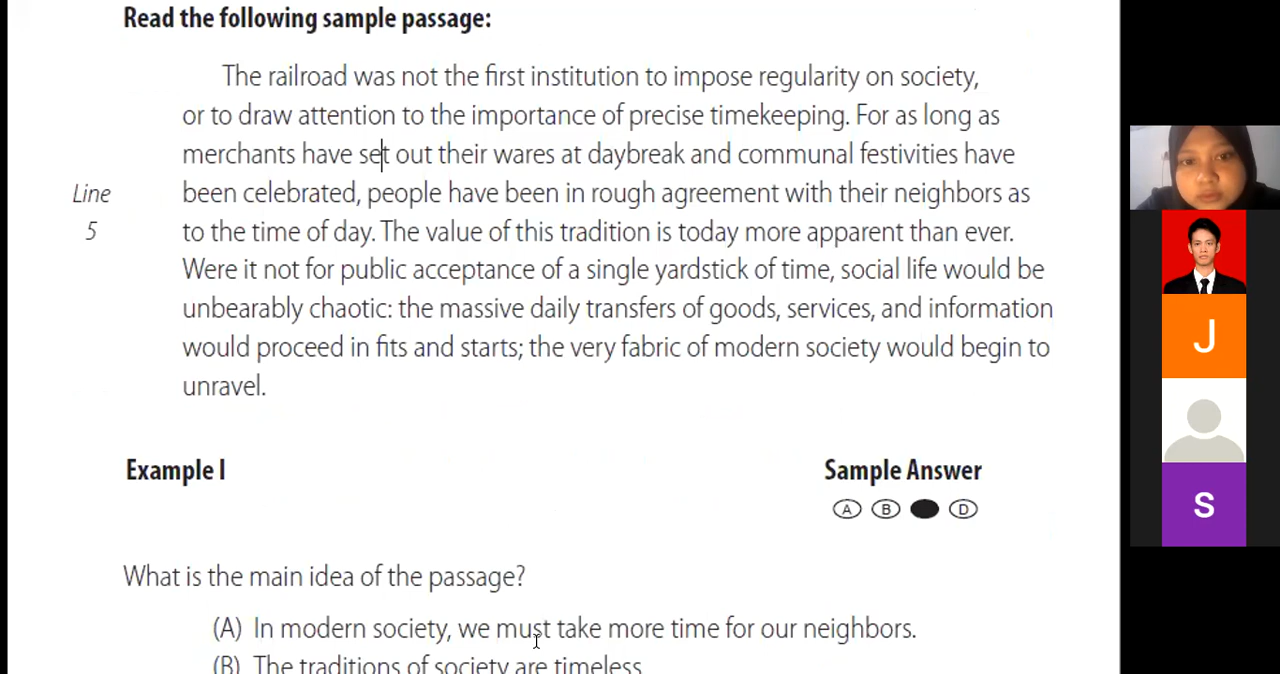 Read the following sample passage:
The railroad was not the first institution to impose regularity on society,
or to draw attention to the importance of precise timekeeping. For as long as
merchants have set out their wares at daybreak and communal festivities have
Line
been celebrated, people have been in rough agreement with their neighbors as
5
to the time of day. The value of this tradition is today more apparent than ever.
Were it not for public acceptance of a single yardstick of time, social life would be
unbearably chaotic: the massive daily transfers of goods, services, and information
would proceed in fits and starts; the very fabric of modern society would begin to
unravel.
Example I
Sample Answer
A B D
What is the main idea of the passage?
(A) In modern society, we must take more time for our neighbors.
(B) The traditions of society are timeless
J
S